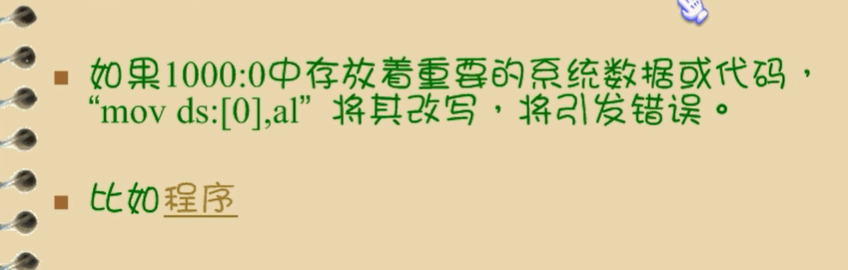 如果1000:0中存放着重要的系统数据或代码，
“mov ds:[0],al” 将其改写，将引发错误。
比如程序